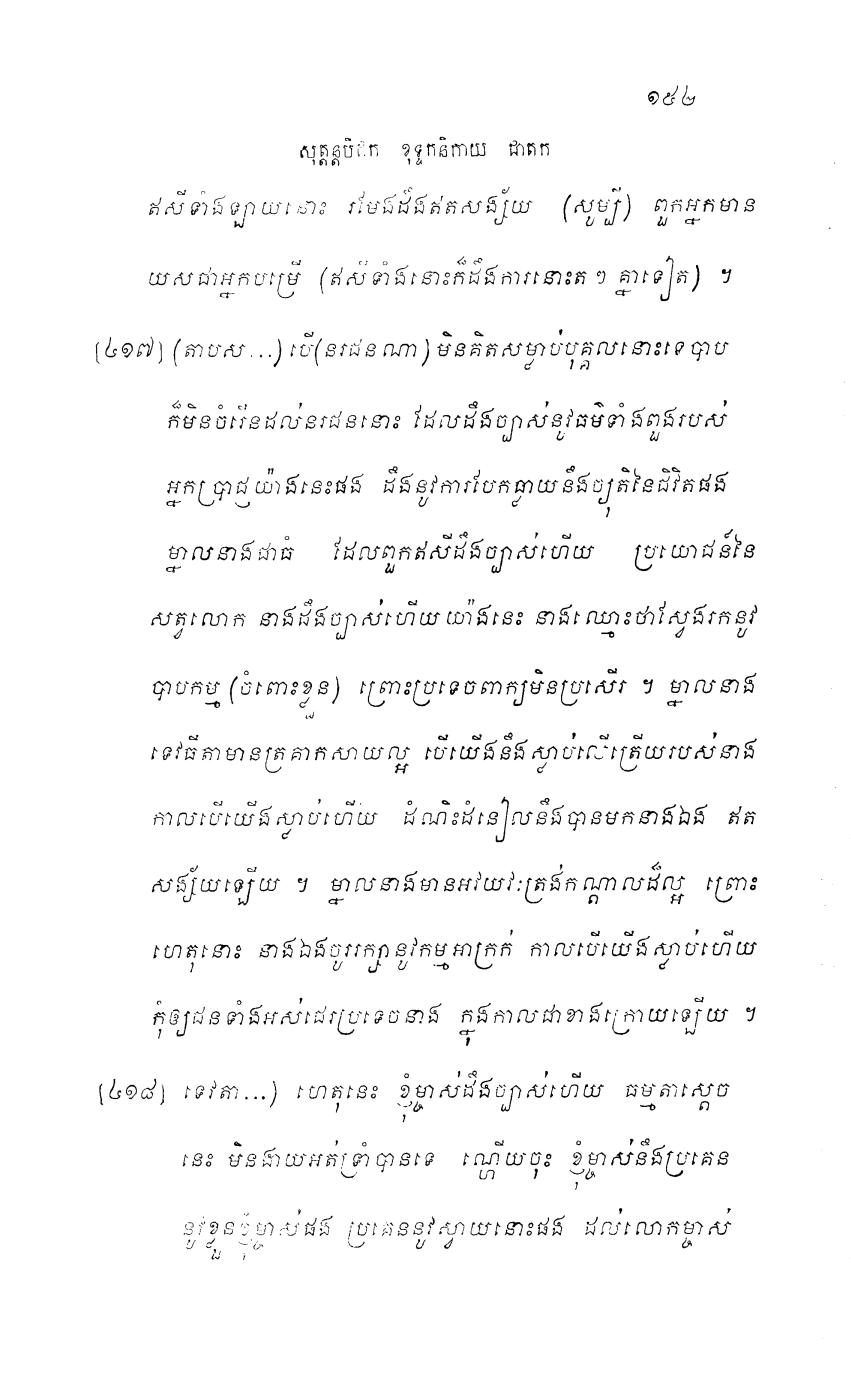 ១៥៤
សុត្តន្តបិដក ខុទ្ទកនិកាយ ជាតក
ឥសីទាំងឡាយនោះ រមែងដឹងឥតសង្ស័យ (សូម្បី) ពួកអ្នកមាន
យសជាអ្នកបម្រើ (ឥសីទាំងនោះក៏ដឹងការនោះត ៗ គ្នាទៀត) ។
[៤១៧] (តាបស ...) បើ(នរជនណា) មិនគិតសម្លាប់បុគ្គលនោះទេ បាប
ក៏មិនចំរើនដល់នរជននោះ ដែលដឹងច្បាស់នូវធម៌ទាំងពួងរបស់
អ្នកប្រាជ្ញយ៉ាងនេះផង ដឹងនូវការបែកធ្លាយនឹងច្យុតិនៃជិវិតផង
ម្នាលនាងជាធំ ដែលពួកឥសីដឹងច្បាស់ហើយ ប្រយោជន៍នៃ
សត្វលោក នាងដឹងច្បាស់ហើយយ៉ាងនេះ នាងឈ្មោះថាស្វែងរកនូវ
បាបកម្ម (ចំពោះខ្លួន) ព្រោះប្រទេចពាក្យមិនប្រសើរ ។ ម្នាលនាង
ទេវធីតាមានត្រគាកសាយល្អ បើយើងនឹងស្លាប់លើត្រើយរបស់នាង
កាលបើយើងស្លាប់ហើយ ដំណិះដំនៀលនឹងបានមកនាងឯង ឥត
សង្ស័យឡើយ ។ ម្នាលនាងមានអវយវៈត្រង់កណ្តាលដ៏ល្អ ព្រោះ
ហេតុនោះ នាងឯងចូររក្សានូវកម្មអាក្រក់ កាលបើយើងស្លាប់ហើយ
កុំឲ្យជនទាំងអស់ជេរប្រទេចនាង ក្នុងកាលជាខាងក្រោយឡើយ ។
[៤១៨] ទេវតា...) ហេតុនេះ ខ្ញុំម្ចាស់ដឹងច្បាស់ហើយ ធម្មតាស្តេច
នេះ មិនងាយអត់ទ្រាំបានទេ ណ្ហើយចុះ ខ្ញុំម្ចាស់នឹងប្រគេន
នូវខ្លួនខ្ញុំម្ចាស់ផង ប្រគេននូវស្វាយនោះផង ដល់លោកម្ចាស់